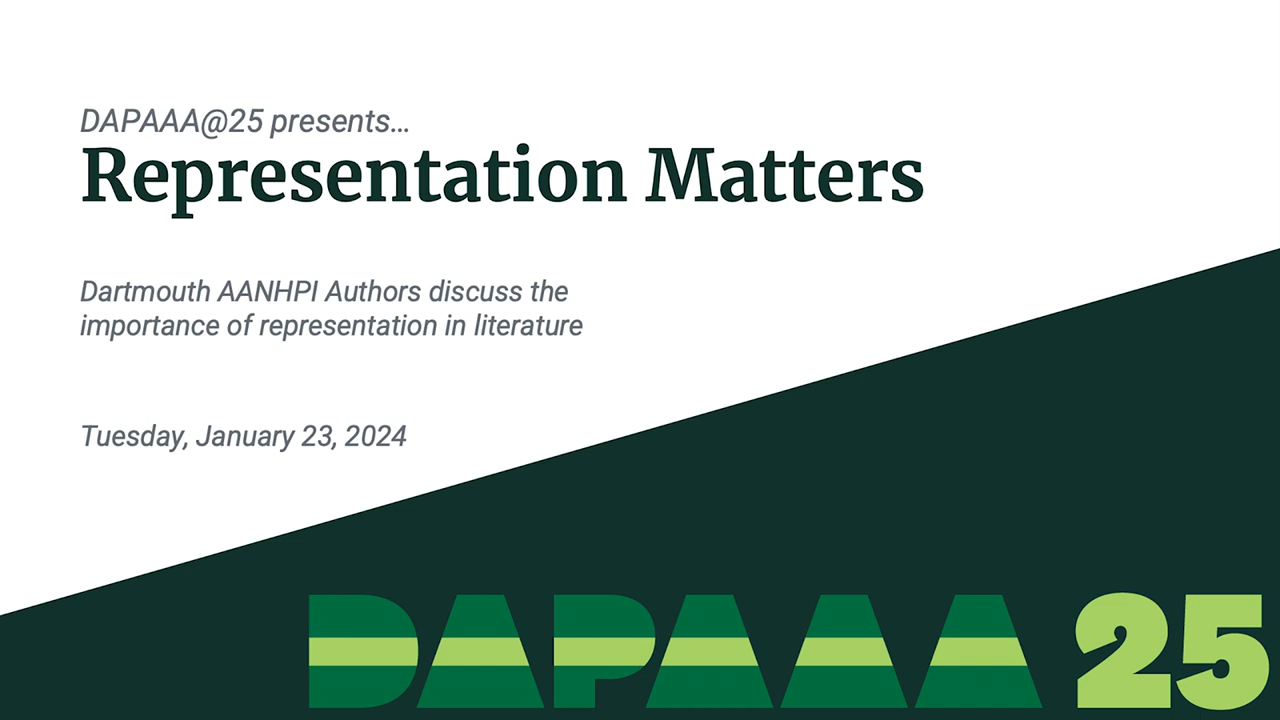 DAPAAA@25 presents...
Representation Matters
Dartmouth AANHPI Authors discuss the
importance of representation in literature
Tuesday, January 23, 2024
DAPAAA 25